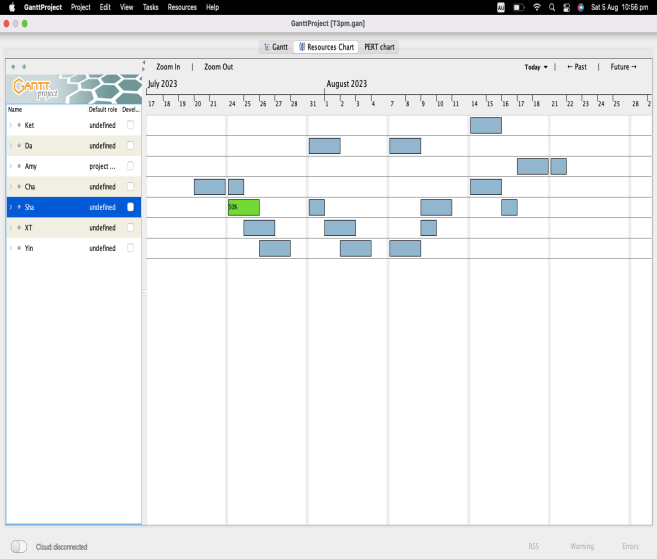 GanttProject Project Edit View Tasks Resources Help AU Sat 5 Aug 10:56 pm
GanttProject [T3pm.gan]
Gantt Resources Chart PERT chart
Zoom In | Zoom Out Today ← Past | Future →
GANTT project
July 2023 August 2023
17 18 19 20 21 24 25 26 27 28 31 1 2 3 4 7 8 9 10 11 14 15 16 17 18 21 22 23 24 25 28 2
Name Default role Devel...
Ket undefined
Da undefined
Amy project ...
Cha undefined
Sha undefined 50%
XT undefined
Yin undefined
Cloud: disconnected RSS Warning Errors